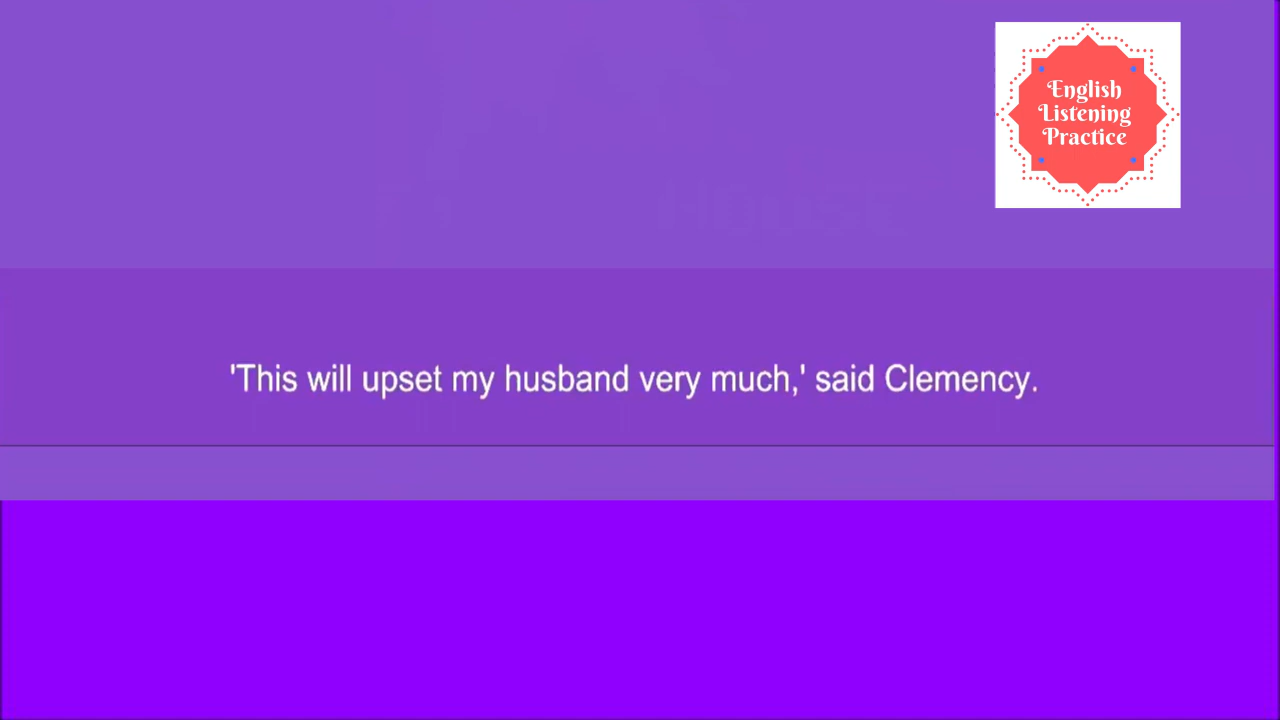 English
Listening
Practice
'This will upset my husband very much,' said Clemency.